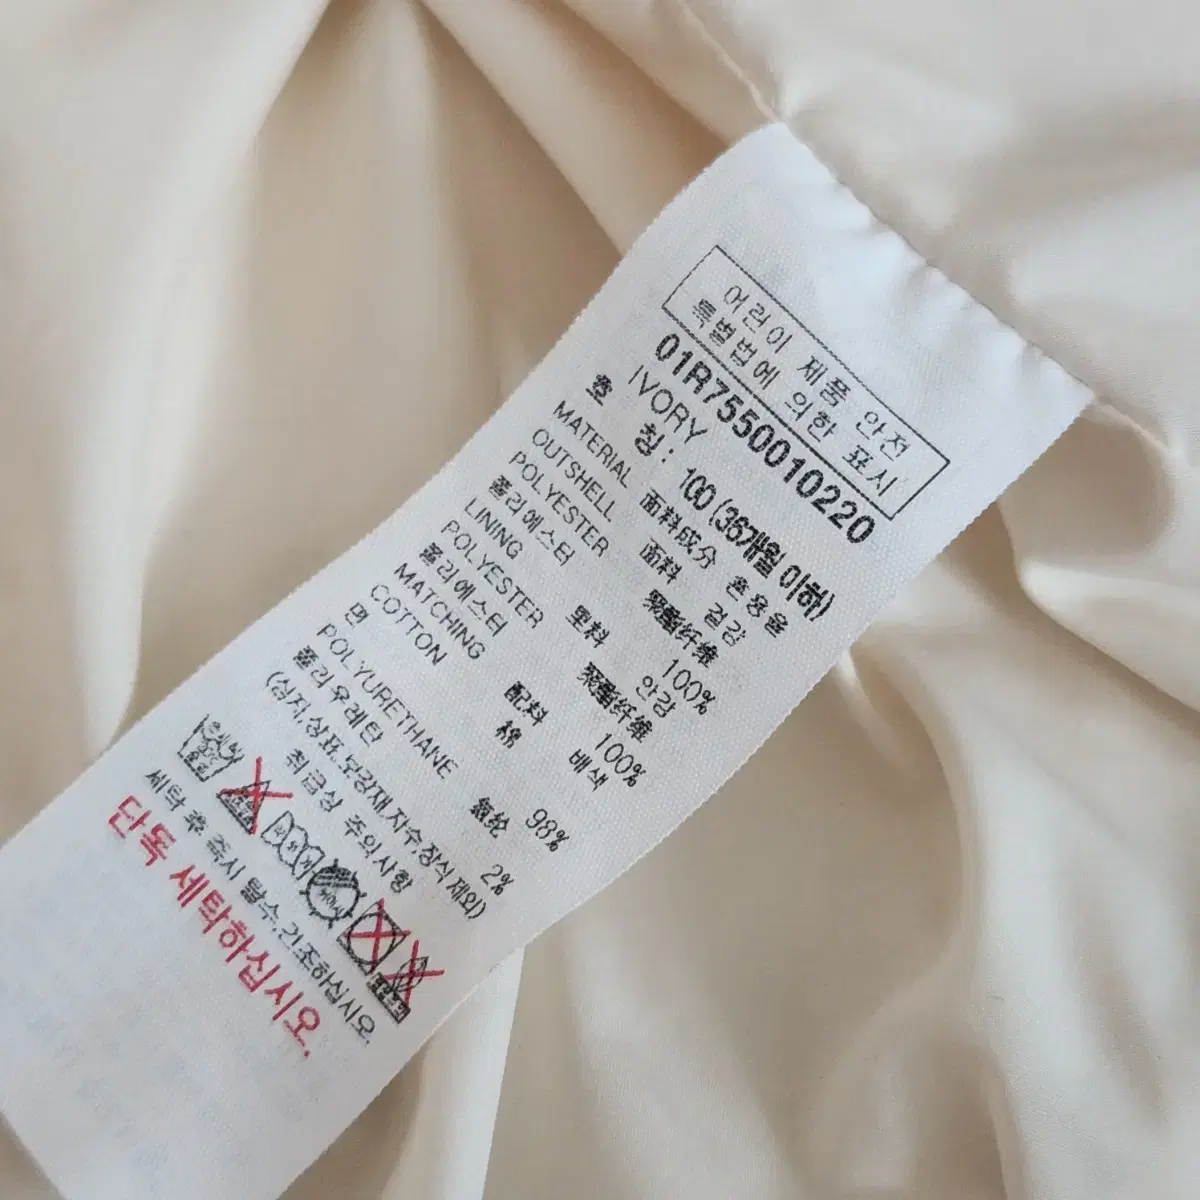 어린이 제품 안전
특별법에 의한 표시
01R7550010220
IVORY
호 칭 : 100 (36개월 이하)
MATERIAL 面料成分 혼용율
OUTSHELL 面料 겉감
POLYESTER 聚酯纤维
폴리에스터 100%
LINING 里料 안감
POLYESTER 聚酯纤维
폴리에스터 100%
MATCHING 配料 배색
COTTON 棉
면 98%
POLYURETHANE 氨纶
폴리우레탄 2%
(심지,상표,보강재,자수,장식 제외)
취급상 주의사항
세탁 후 즉시 탈수,건조하십시오.
단독 세탁하십시오.